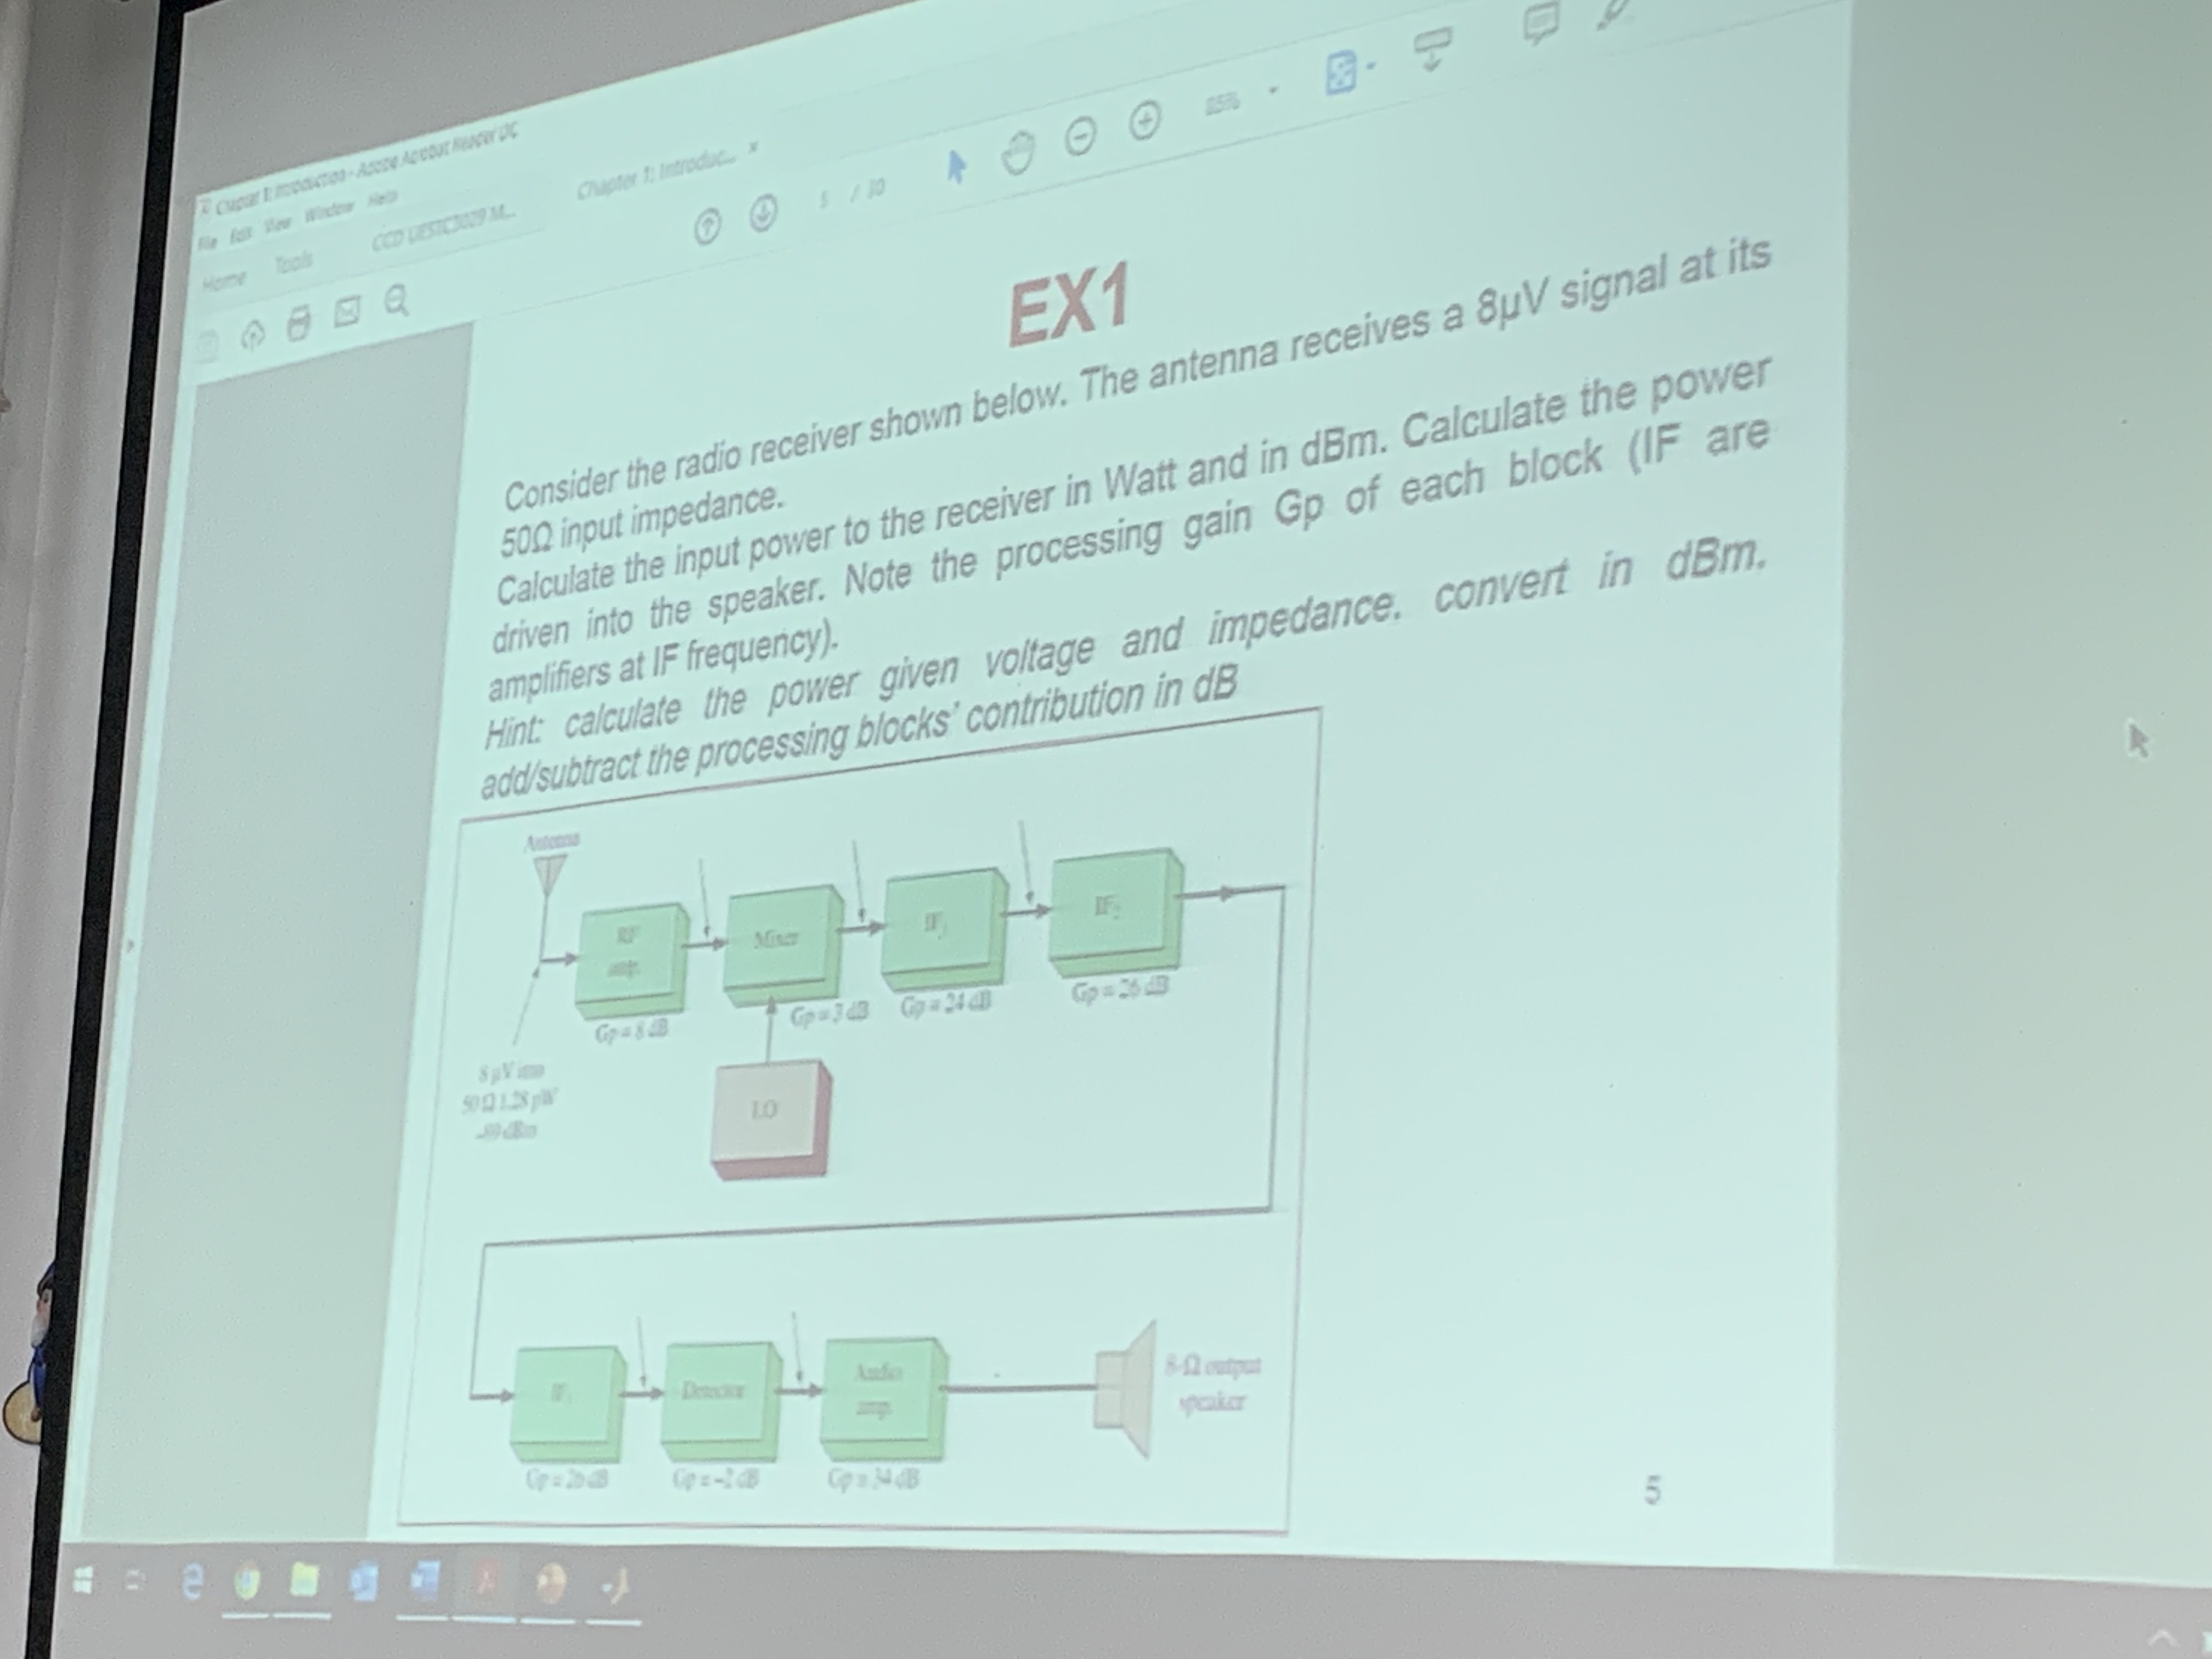 Chapter 1: Introduction - Adobe Acrobat Reader DC
File Edit View Window Help
Home Tools CCD UESTC3029 M... Chapter 1: Introduc... ×
5 / 30 85%
EX1
Consider the radio receiver shown below. The antenna receives a 8µV signal at its
50Ω input impedance.
Calculate the input power to the receiver in Watt and in dBm. Calculate the power
driven into the speaker. Note the processing gain Gp of each block (IF are
amplifiers at IF frequency).
Hint: calculate the power given voltage and impedance. convert in dBm.
add/subtract the processing blocks' contribution in dB
Antenna
RF
amp.
Mixer
IF1
IF2
Gp = 8 dB
Gp = 3 dB
Gp = 24 dB
Gp = 26 dB
8 µV into
50 Ω 1.28 pW
–89 dBm
LO
Detector
Audio
amp.
8-Ω output
speaker
Gp = 26 dB
Gp = –2 dB
Gp = 34 dB
5